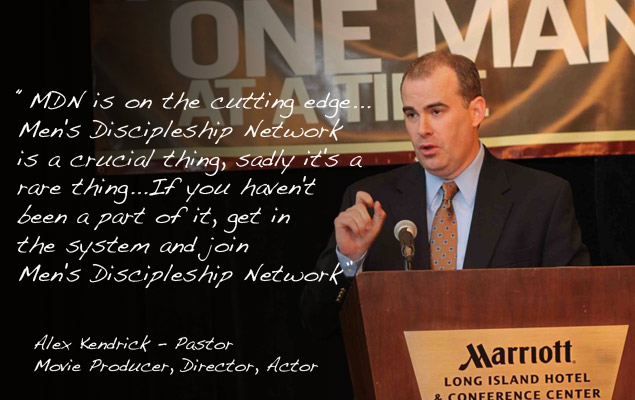 ONE MAN
AT A TIME
“ MDN is on the cutting edge...
Men's Discipleship Network
is a crucial thing, sadly it's a
rare thing...If you haven't
been a part of it, get in
the system and join
Men's Discipleship Network”
Alex Kendrick - Pastor
Movie Producer, Director, Actor
Marriott
LONG ISLAND HOTEL
& CONFERENCE CENTER